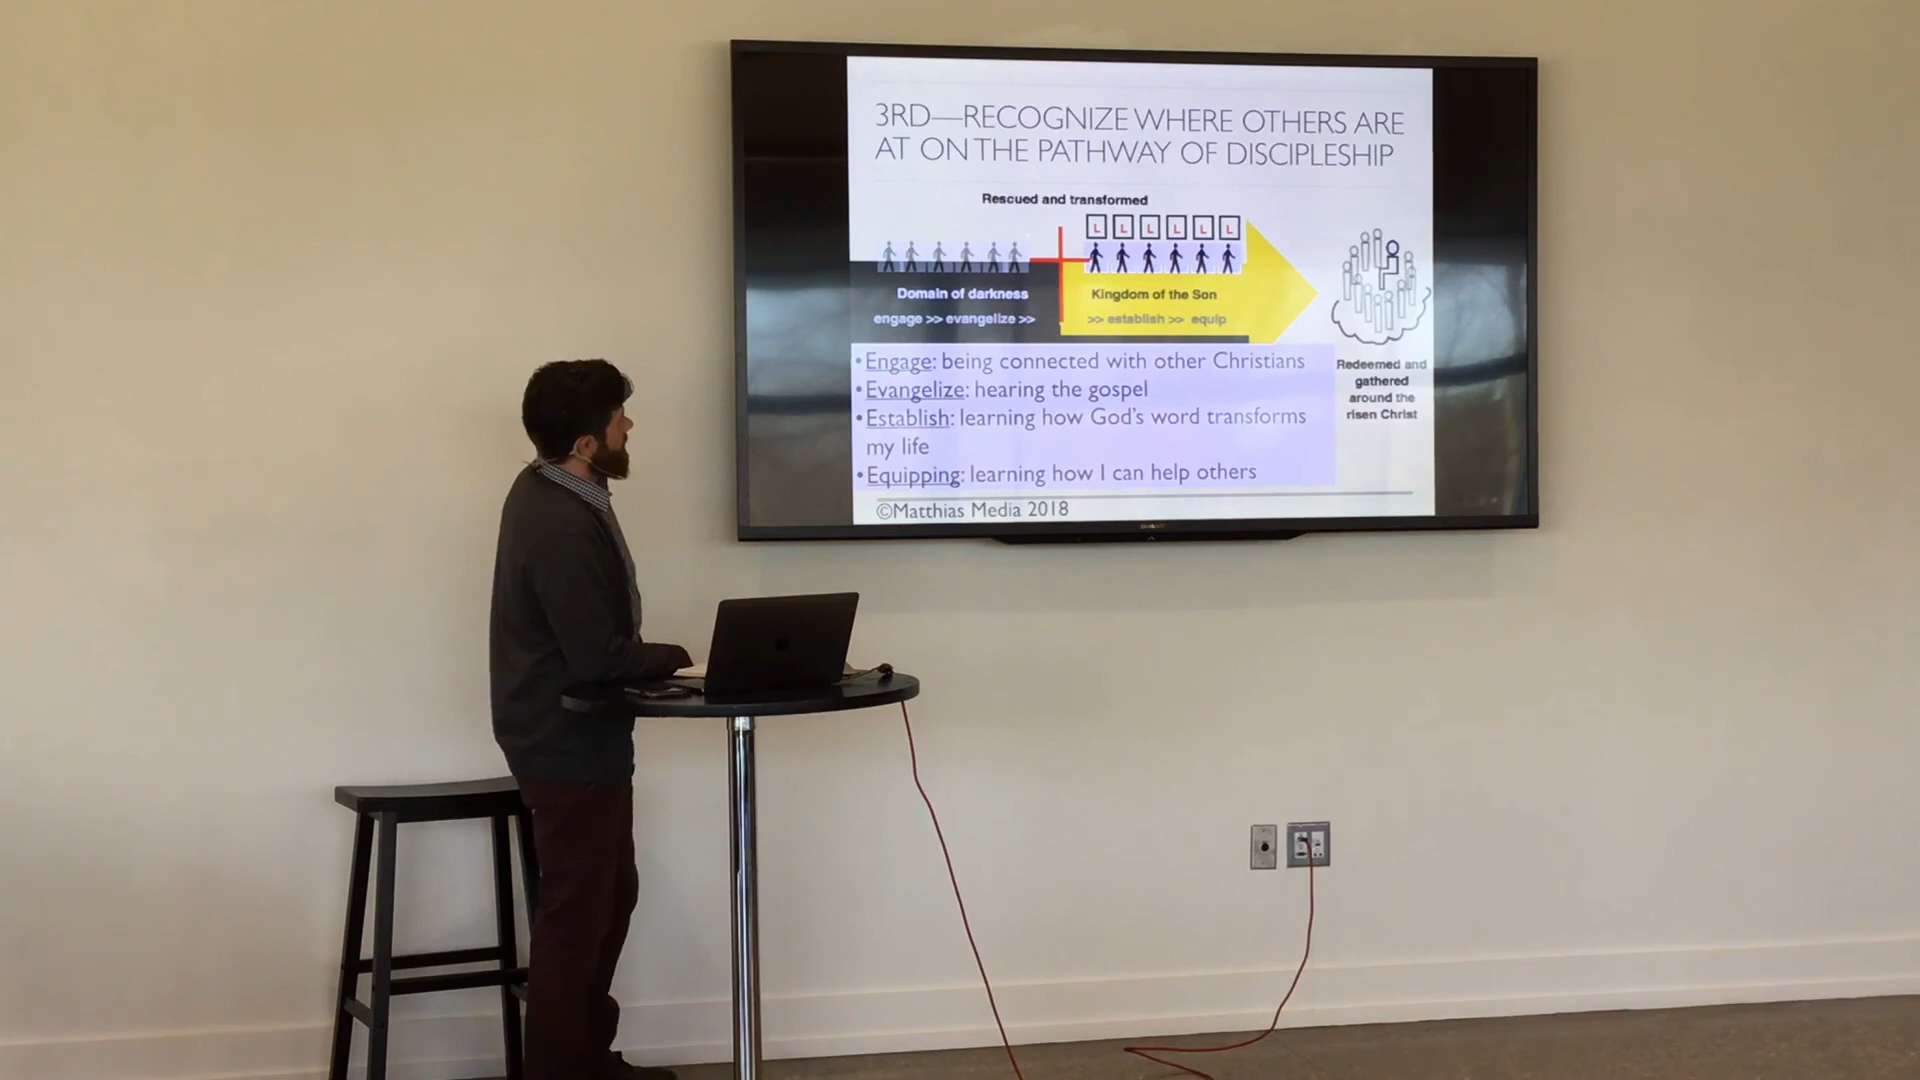 3RD—RECOGNIZE WHERE OTHERS ARE
AT ON THE PATHWAY OF DISCIPLESHIP
Rescued and transformed
L L L L L L
Domain of darkness
engage >> evangelize >>
Kingdom of the Son
>> establish >> equip
Redeemed and
gathered
around the
risen Christ
• Engage: being connected with other Christians
• Evangelize: hearing the gospel
• Establish: learning how God's word transforms
my life
• Equipping: learning how I can help others
©Matthias Media 2018